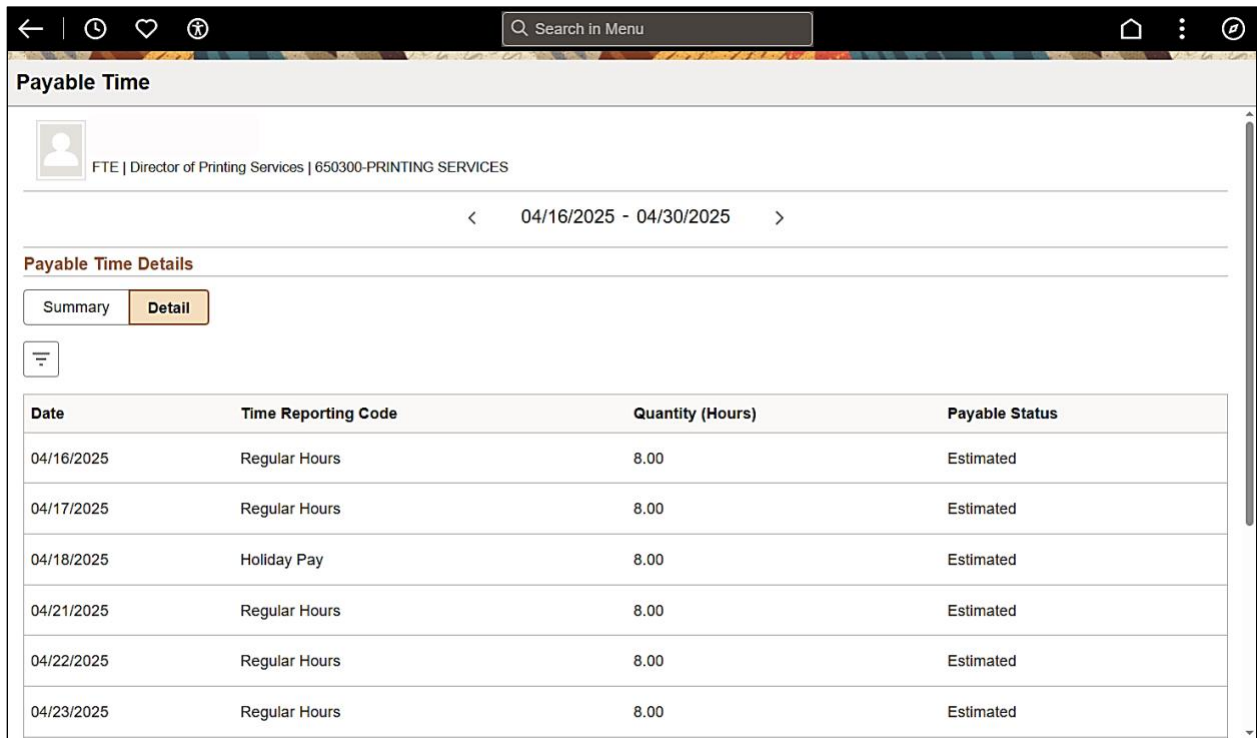 Search in Menu
Payable Time
FTE | Director of Printing Services | 650300-PRINTING SERVICES
04/16/2025 - 04/30/2025
Payable Time Details
Summary Detail
Date Time Reporting Code Quantity (Hours) Payable Status
04/16/2025 Regular Hours 8.00 Estimated
04/17/2025 Regular Hours 8.00 Estimated
04/18/2025 Holiday Pay 8.00 Estimated
04/21/2025 Regular Hours 8.00 Estimated
04/22/2025 Regular Hours 8.00 Estimated
04/23/2025 Regular Hours 8.00 Estimated